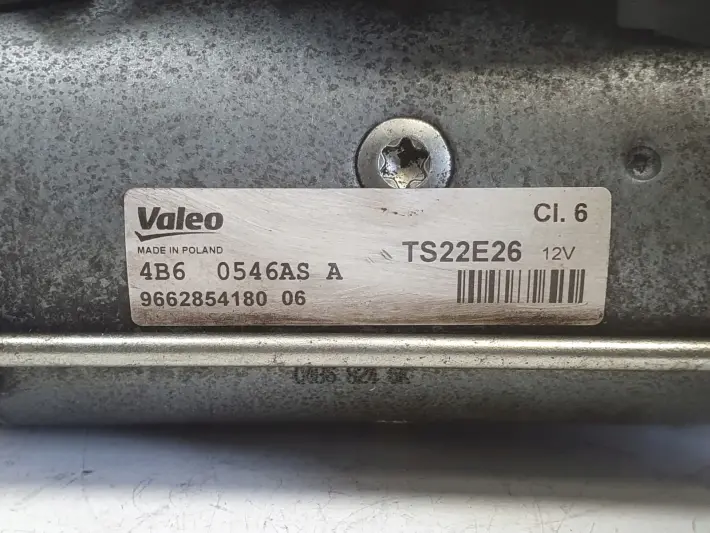 Valeo
Cl. 6
MADE IN POLAND
TS22E26 12V
4B6 0546AS A
9662854180 06